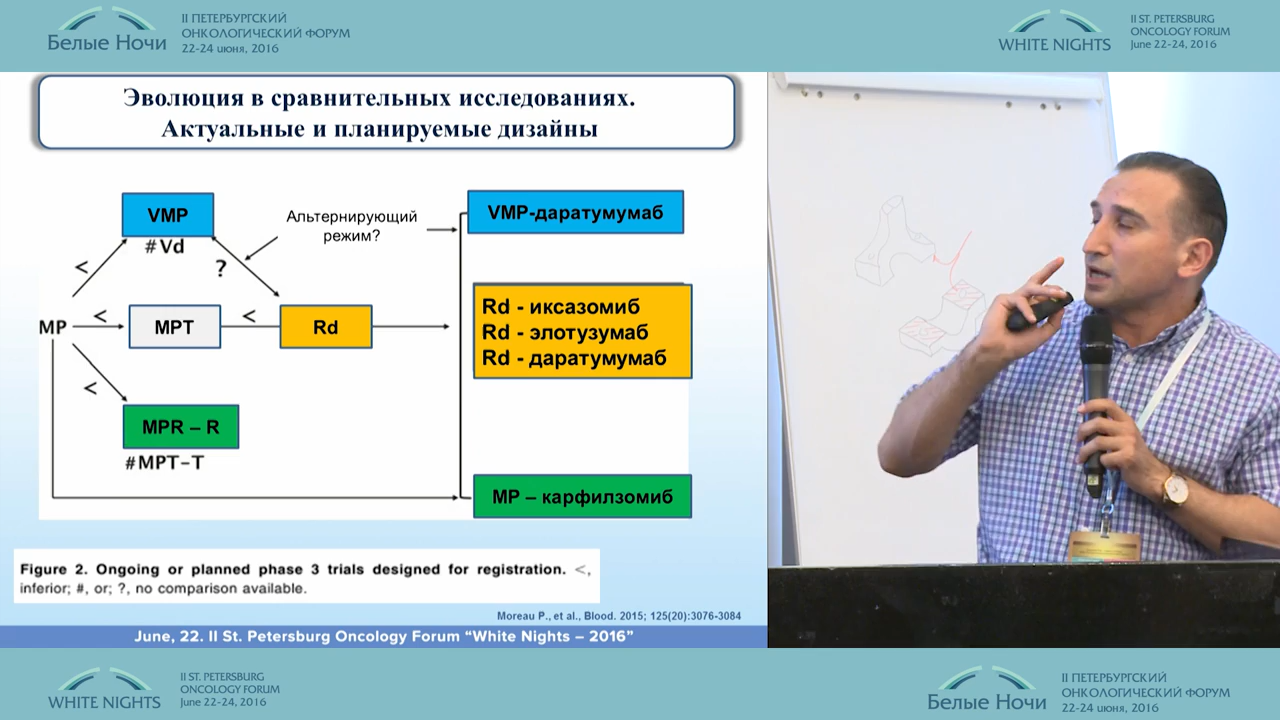 Белые Ночи
II ПЕТЕРБУРГСКИЙ
ОНКОЛОГИЧЕСКИЙ ФОРУМ
22-24 июня, 2016
WHITE NIGHTS
II ST. PETERSBURG
ONCOLOGY FORUM
June 22-24, 2016
Эволюция в сравнительных исследованиях.
Актуальные и планируемые дизайны
VMP
#Vd
Альтернирующий
режим?
VMP-даратумумаб
<
?
MP
<
MPT
<
Rd
Rd - иксазомиб
Rd - элотузумаб
Rd - даратумумаб
<
MPR – R
#MPT-T
MP – карфилзомиб
Figure 2. Ongoing or planned phase 3 trials designed for registration. <,
inferior; #, or; ?, no comparison available.
Moreau P., et al., Blood. 2015; 125(20):3076-3084
June, 22. II St. Petersburg Oncology Forum “White Nights – 2016”
WHITE NIGHTS
II ST. PETERSBURG
ONCOLOGY FORUM
June 22-24, 2016
Белые Ночи
II ПЕТЕРБУРГСКИЙ
ОНКОЛОГИЧЕСКИЙ ФОРУМ
22-24 июня, 2016